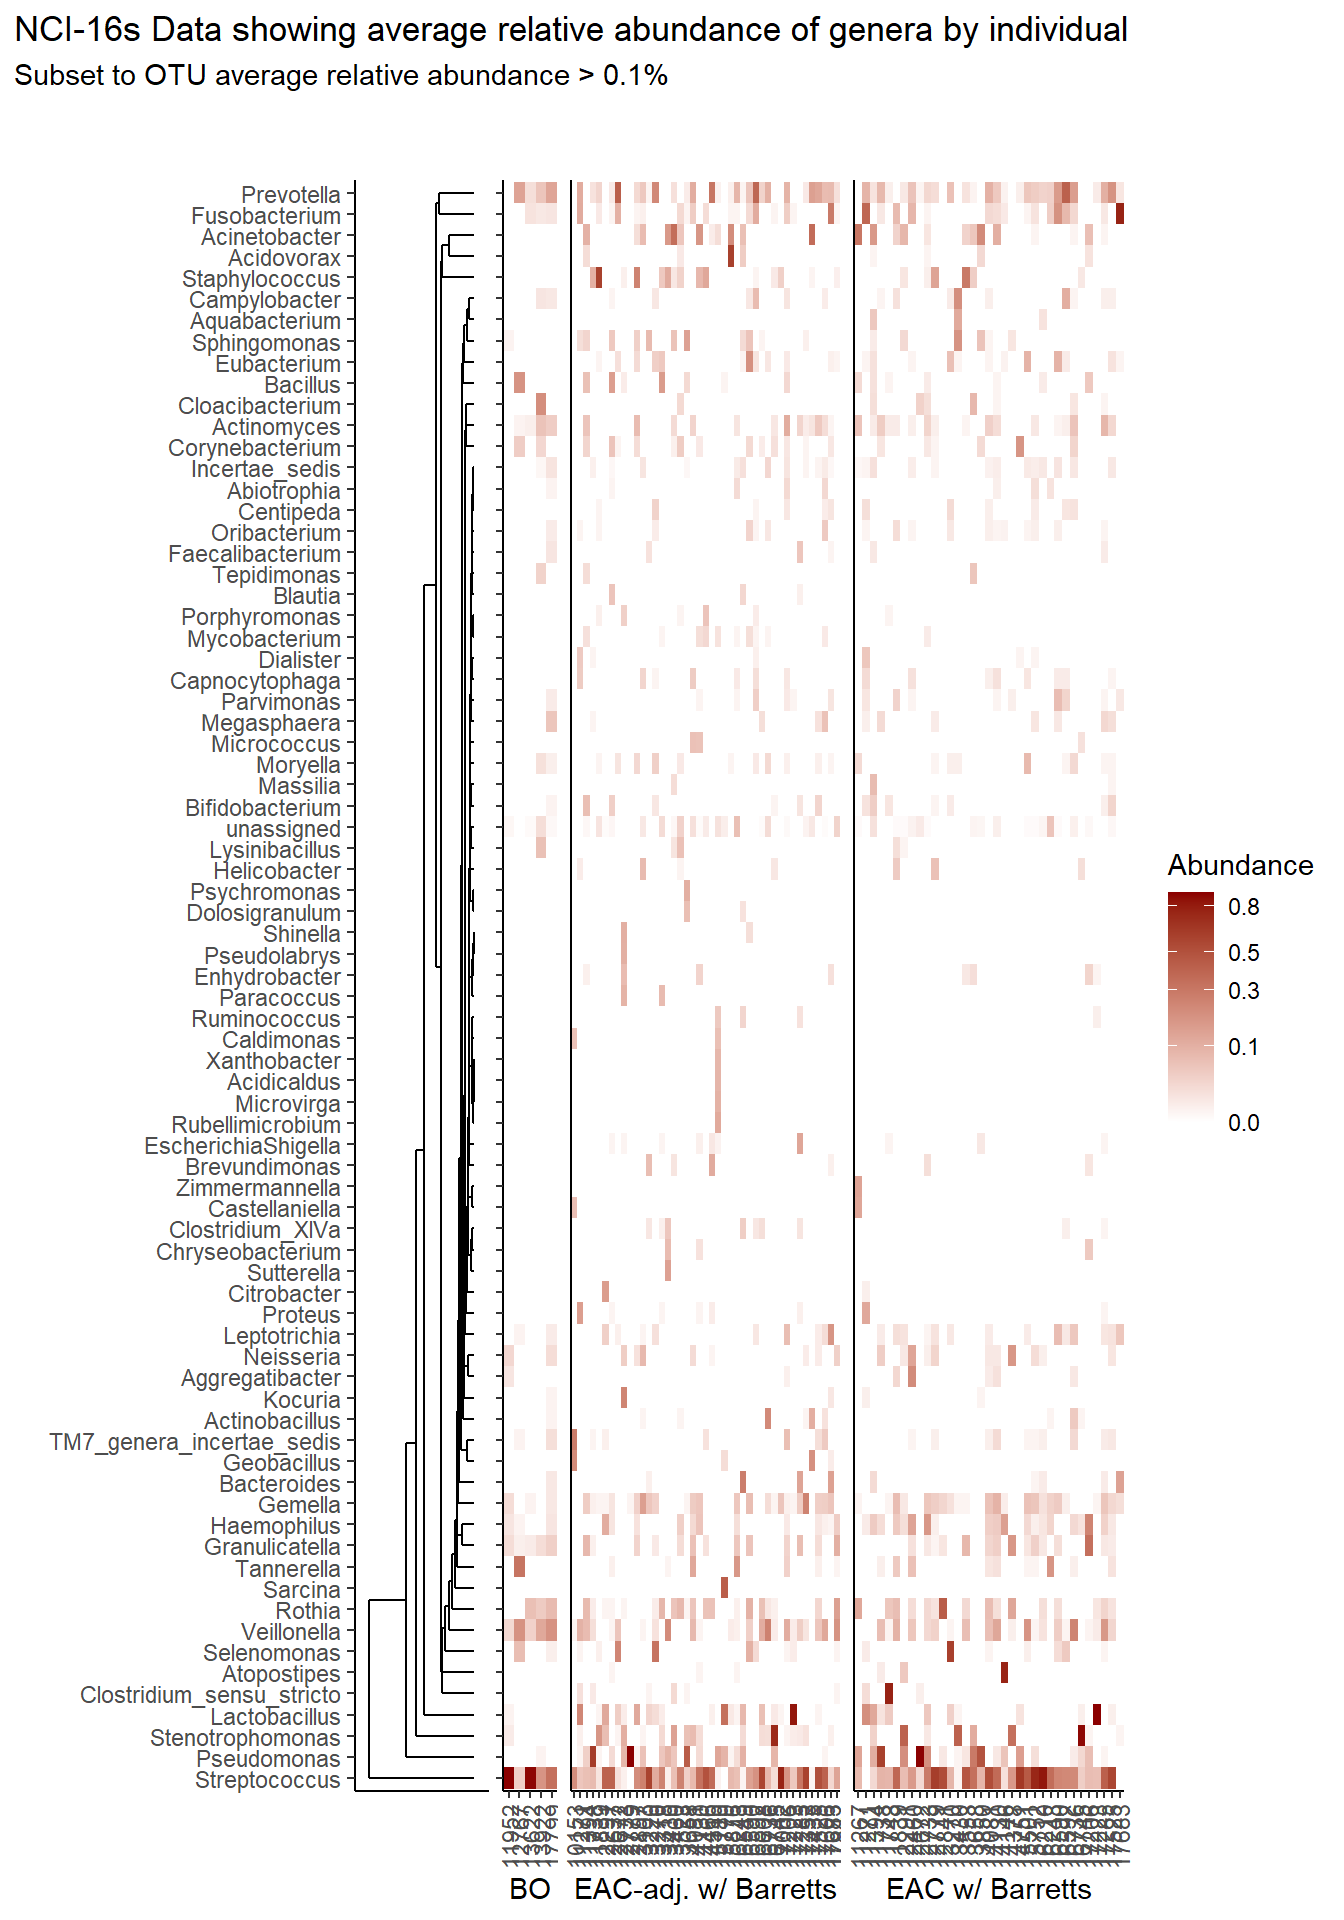 NCI-16s Data showing average relative abundance of genera by individual
Subset to OTU average relative abundance > 0.1%
Prevotella
Fusobacterium
Acinetobacter
Acidovorax
Staphylococcus
Campylobacter
Aquabacterium
Sphingomonas
Eubacterium
Bacillus
Cloacibacterium
Actinomyces
Corynebacterium
Incertae_sedis
Abiotrophia
Centipeda
Oribacterium
Faecalibacterium
Tepidimonas
Blautia
Porphyromonas
Mycobacterium
Dialister
Capnocytophaga
Parvimonas
Megasphaera
Micrococcus
Moryella
Massilia
Bifidobacterium
unassigned
Lysinibacillus
Helicobacter
Psychromonas
Dolosigranulum
Shinella
Pseudolabrys
Enhydrobacter
Paracoccus
Ruminococcus
Caldimonas
Xanthobacter
Acidicaldus
Microvirga
Rubellimicrobium
EscherichiaShigella
Brevundimonas
Zimmermannella
Castellaniella
Clostridium_XlVa
Chryseobacterium
Sutterella
Citrobacter
Proteus
Leptotrichia
Neisseria
Aggregatibacter
Kocuria
Actinobacillus
TM7_genera_incertae_sedis
Geobacillus
Bacteroides
Gemella
Haemophilus
Granulicatella
Tannerella
Sarcina
Rothia
Veillonella
Selenomonas
Atopostipes
Clostridium_sensu_stricto
Lactobacillus
Stenotrophomonas
Pseudomonas
Streptococcus
Abundance
0.8
0.5
0.3
0.1
0.0
BO
EAC-adj. w/ Barretts
EAC w/ Barretts